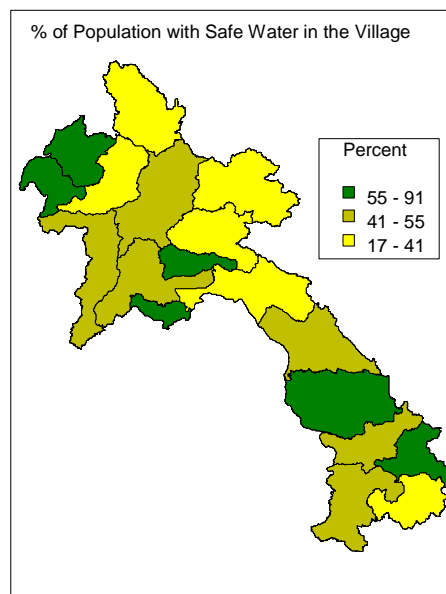 % of Population with Safe Water in the Village
Percent
55 - 91
41 - 55
17 - 41